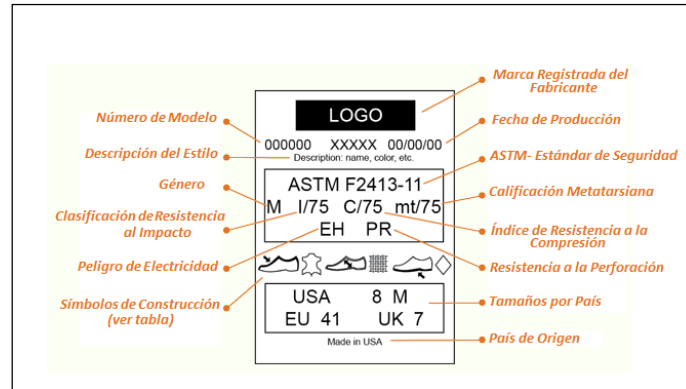 Marca Registrada del
Fabricante
LOGO
Número de Modelo
Fecha de Producción
000000 XXXXX 00/00/00
Descripción del Estilo
Description: name, color, etc.
ASTM- Estándar de Seguridad
Género
ASTM F2413-11
Calificación Metatarsiana
M I/75 C/75 mt/75
Clasificación de Resistencia
al Impacto
Índice de Resistencia a la
Compresión
EH PR
Peligro de Electricidad
Resistencia a la Perforación
Símbolos de Construcción
(ver tabla)
USA 8 M
Tamaños por País
EU 41 UK 7
País de Origen
Made in USA